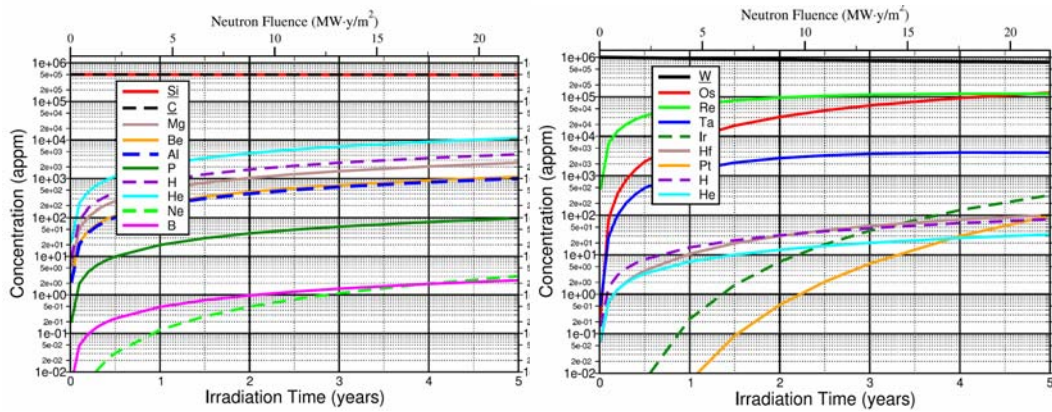 Neutron Fluence (MW·y/m²)
0 5 10 15 20
Concentration (appm)
1e+06
5e+05
2e+05
1e+05
5e+04
2e+04
1e+04
5e+03
2e+03
1e+03
5e+02
2e+02
1e+02
5e+01
2e+01
1e+01
5e+00
2e+00
1e+00
5e-01
2e-01
1e-01
5e-02
2e-02
1e-02
Si
C
Mg
Be
Al
P
H
He
Ne
B
0 1 2 3 4 5
Irradiation Time (years)
Neutron Fluence (MW·y/m²)
0 5 10 15 20
Concentration (appm)
1e+06
5e+05
2e+05
1e+05
5e+04
2e+04
1e+04
5e+03
2e+03
1e+03
5e+02
2e+02
1e+02
5e+01
2e+01
1e+01
5e+00
2e+00
1e+00
5e-01
2e-01
1e-01
5e-02
2e-02
1e-02
W
Os
Re
Ta
Ir
Hf
Pt
H
He
0 1 2 3 4 5
Irradiation Time (years)